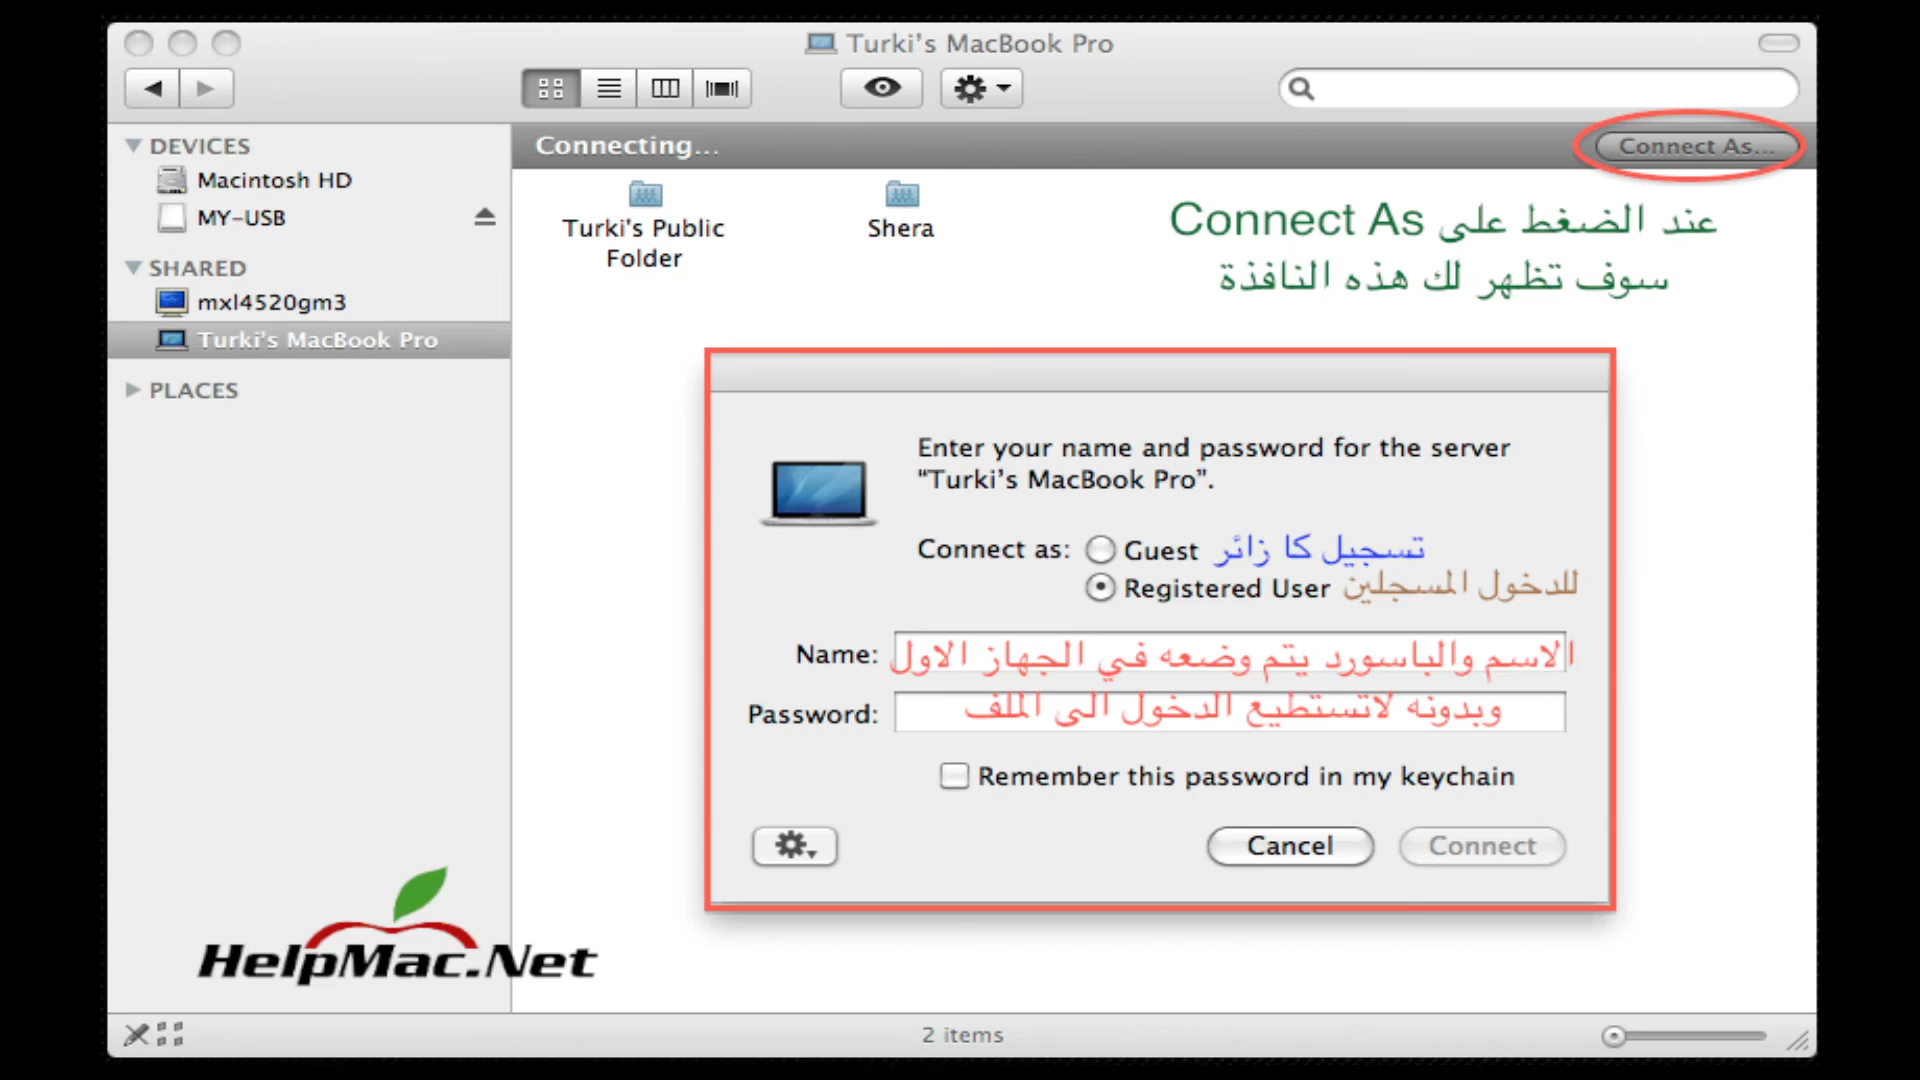 Turki's MacBook Pro
DEVICES
Macintosh HD
MY-USB
SHARED
mxl4520gm3
Turki's MacBook Pro
PLACES
Connecting...
Connect As...
Turki's Public
Folder
Shera
عند الضغط على Connect As
سوف تظهر لك هذه النافذة
Enter your name and password for the server
"Turki's MacBook Pro".
Connect as:
Guest تسجيل كا زائر
Registered User للدخول المسجلين
Name: الاسم والباسورد يتم وضعه في الجهاز الاول
Password: وبدونه لاتستطيع الدخول الى الملف
Remember this password in my keychain
Cancel
Connect
HelpMac.Net
2 items